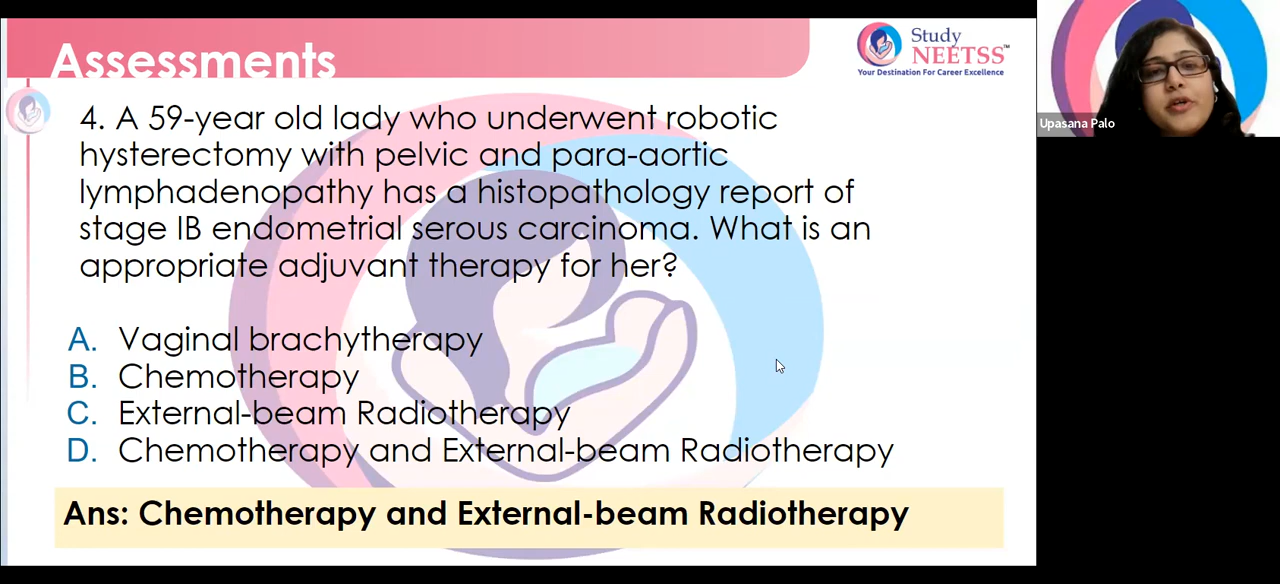 Assessments
Study
NEETSS™
Your Destination For Career Excellence
4. A 59-year old lady who underwent robotic
hysterectomy with pelvic and para-aortic
lymphadenopathy has a histopathology report of
stage IB endometrial serous carcinoma. What is an
appropriate adjuvant therapy for her?
A. Vaginal brachytherapy
B. Chemotherapy
C. External-beam Radiotherapy
D. Chemotherapy and External-beam Radiotherapy
Ans: Chemotherapy and External-beam Radiotherapy
Upasana Palo